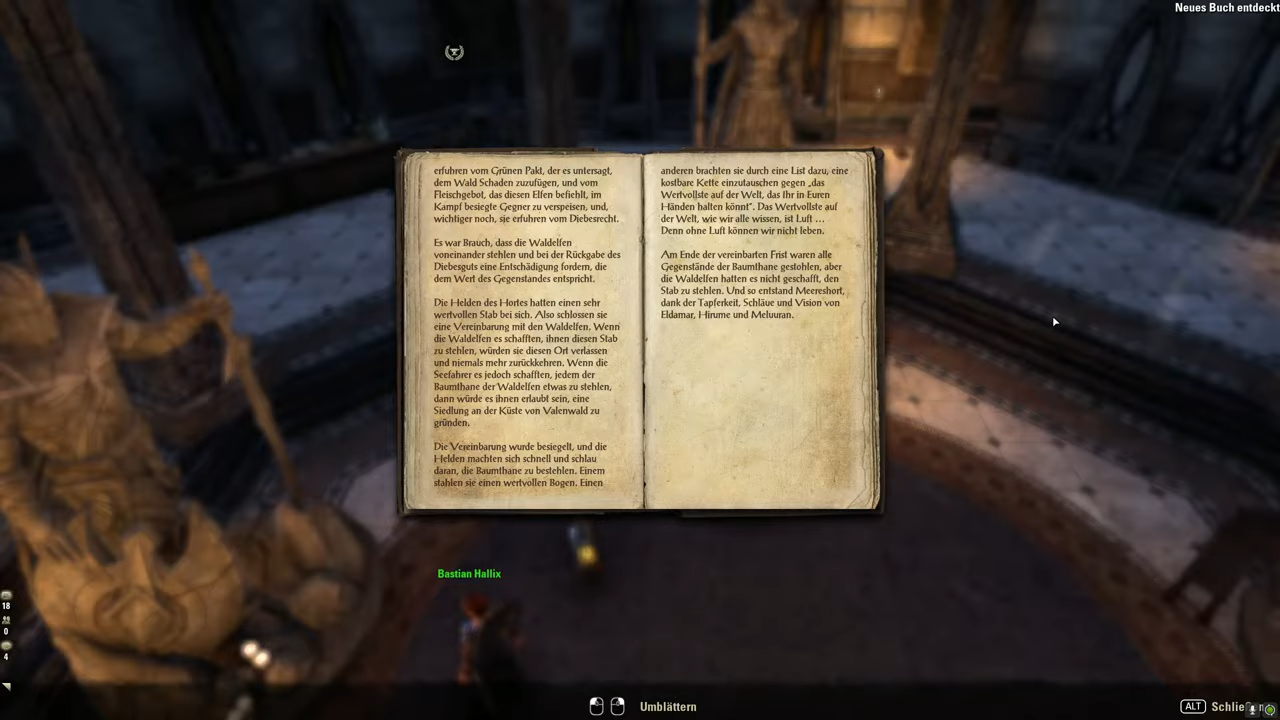 Neues Buch entdeckt
erfuhren vom Grünen Pakt, der es untersagt,
dem Wald Schaden zuzufügen, und vom
Fleischgebot, das diesen Elfen befiehlt, im
Kampf besiegte Gegner zu verspeisen, und,
wichtiger noch, sie erfuhren vom Diebesrecht.
Es war Brauch, dass die Waldelfen
voneinander stehlen und bei der Rückgabe des
Diebesguts eine Entschädigung fordern, die
dem Wert des Gegenstandes entspricht.
Die Helden des Hortes hatten einen sehr
wertvollen Stab bei sich. Also schlossen sie
eine Vereinbarung mit den Waldelfen. Wenn
die Waldelfen es schafften, ihnen diesen Stab
zu stehlen, würden sie diesen Ort verlassen
und niemals mehr zurückkehren. Wenn die
Seefahrer es jedoch schafften, jedem der
Baumthane der Waldelfen etwas zu stehlen,
dann würde es ihnen erlaubt sein, eine
Siedlung an der Küste von Valenwald zu
gründen.
Die Vereinbarung wurde besiegelt, und die
Helden machten sich schnell und schlau
daran, die Baumthane zu bestehlen. Einem
stahlen sie einen wertvollen Bogen. Einen
anderen brachten sie durch eine List dazu, eine
kostbare Kette einzutauschen gegen „das
Wertvollste auf der Welt, das Ihr in Euren
Händen halten könnt“. Das Wertvollste auf
der Welt, wie wir alle wissen, ist Luft ...
Denn ohne Luft können wir nicht leben.
Am Ende der vereinbarten Frist waren alle
Gegenstände der Baumthane gestohlen, aber
die Waldelfen hatten es nicht geschafft, den
Stab zu stehlen. Und so entstand Meereshort,
dank der Tapferkeit, Schläue und Vision von
Eldamar, Hirume und Meluuran.
Bastian Hallix
18
0
4
Umblättern
ALT Schließen